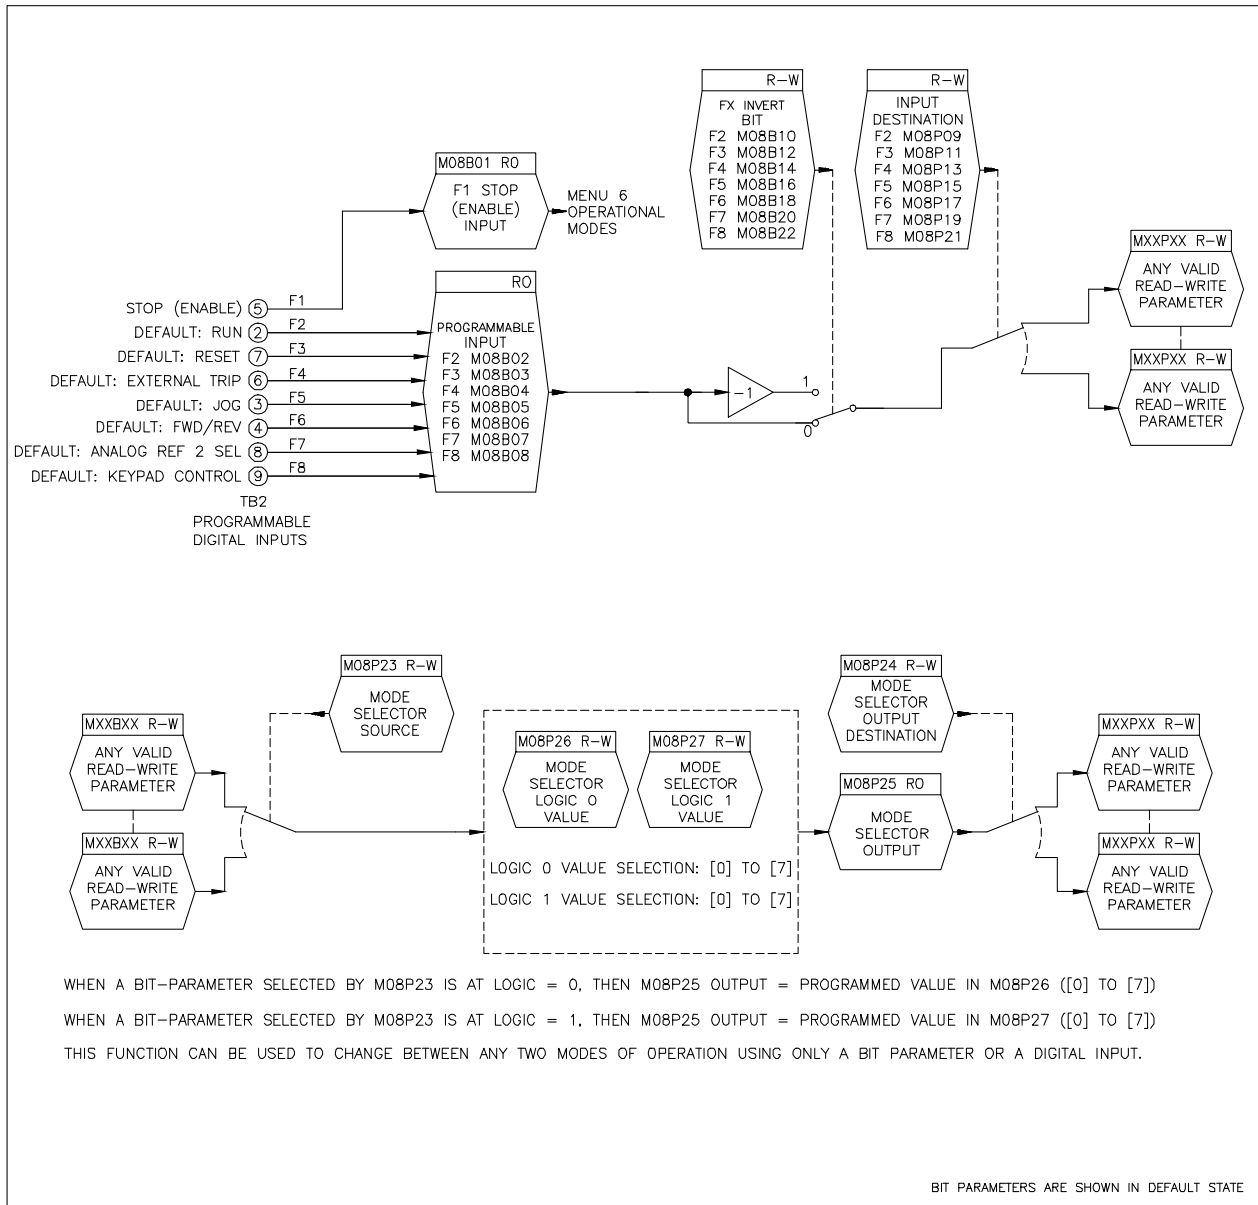 R-W
FX INVERT
BIT
F2 M08B10
F3 M08B12
F4 M08B14
F5 M08B16
F6 M08B18
F7 M08B20
F8 M08B22
R-W
INPUT
DESTINATION
F2 M08P09
F3 M08P11
F4 M08P13
F5 M08P15
F6 M08P17
F7 M08P19
F8 M08P21
M08B01 RO
F1 STOP
(ENABLE)
INPUT
MENU 6
OPERATIONAL
MODES
STOP (ENABLE) 5 F1
DEFAULT: RUN 2 F2
DEFAULT: RESET 7 F3
DEFAULT: EXTERNAL TRIP 6 F4
DEFAULT: JOG 3 F5
DEFAULT: FWD/REV 4 F6
DEFAULT: ANALOG REF 2 SEL 8 F7
DEFAULT: KEYPAD CONTROL 9 F8
TB2
PROGRAMMABLE
DIGITAL INPUTS
RO
PROGRAMMABLE
INPUT
F2 M08B02
F3 M08B03
F4 M08B04
F5 M08B05
F6 M08B06
F7 M08B07
F8 M08B08
-1
1
0
MXXPXX R-W
ANY VALID
READ-WRITE
PARAMETER
MXXPXX R-W
ANY VALID
READ-WRITE
PARAMETER
MXXBXX R-W
ANY VALID
READ-WRITE
PARAMETER
MXXBXX R-W
ANY VALID
READ-WRITE
PARAMETER
M08P23 R-W
MODE
SELECTOR
SOURCE
M08P26 R-W
MODE
SELECTOR
LOGIC 0
VALUE
M08P27 R-W
MODE
SELECTOR
LOGIC 1
VALUE
LOGIC 0 VALUE SELECTION: [0] TO [7]
LOGIC 1 VALUE SELECTION: [0] TO [7]
M08P24 R-W
MODE
SELECTOR
OUTPUT
DESTINATION
M08P25 RO
MODE
SELECTOR
OUTPUT
MXXPXX R-W
ANY VALID
READ-WRITE
PARAMETER
MXXPXX R-W
ANY VALID
READ-WRITE
PARAMETER
WHEN A BIT-PARAMETER SELECTED BY M08P23 IS AT LOGIC = 0, THEN M08P25 OUTPUT = PROGRAMMED VALUE IN M08P26 ([0] TO [7])
WHEN A BIT-PARAMETER SELECTED BY M08P23 IS AT LOGIC = 1, THEN M08P25 OUTPUT = PROGRAMMED VALUE IN M08P27 ([0] TO [7])
THIS FUNCTION CAN BE USED TO CHANGE BETWEEN ANY TWO MODES OF OPERATION USING ONLY A BIT PARAMETER OR A DIGITAL INPUT.
BIT PARAMETERS ARE SHOWN IN DEFAULT STATE